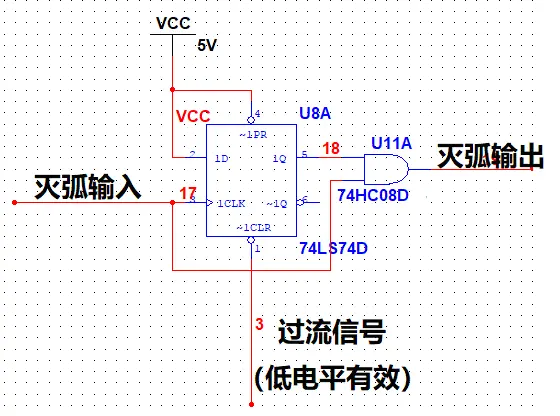 VCC
5V
VCC
4
U8A
~1PR
2
1D
1Q
5
18
U11A
灭弧输出
灭弧输入
17
3
1CLK
~1Q
6
74HC08D
~1CLR
74LS74D
1
3
过流信号
(低电平有效)